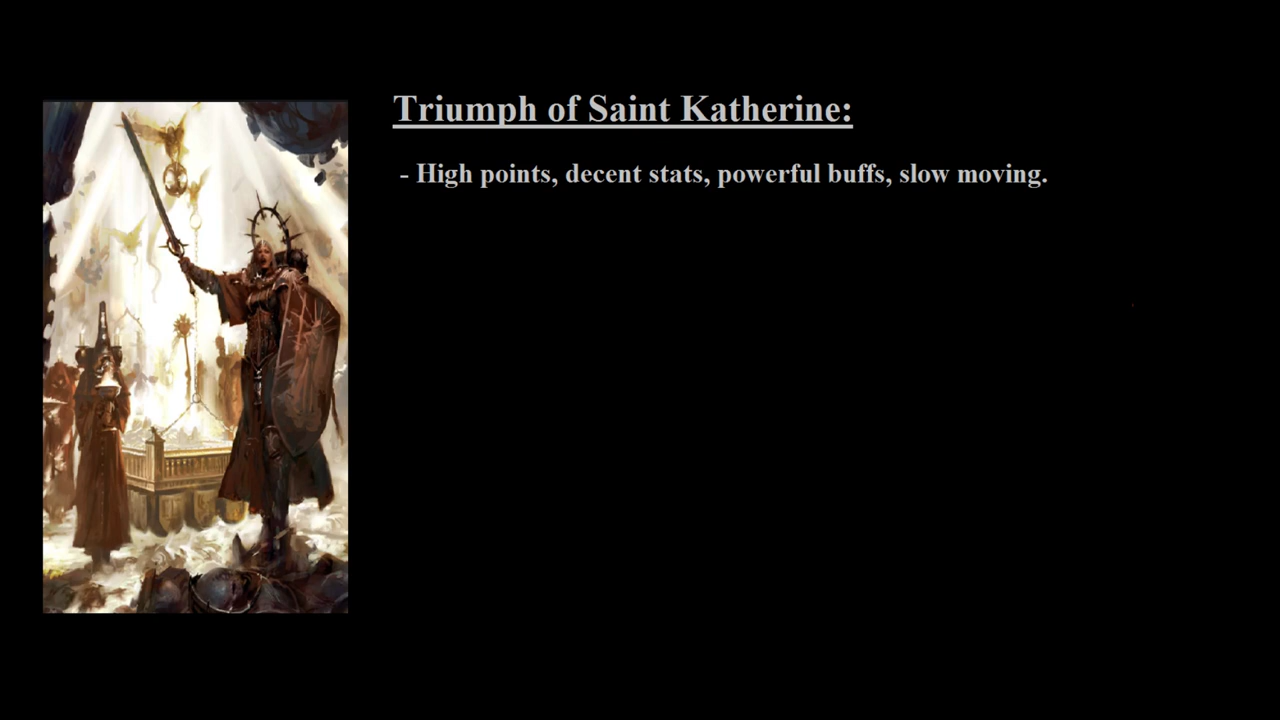 Triumph of Saint Katherine:
- High points, decent stats, powerful buffs, slow moving.